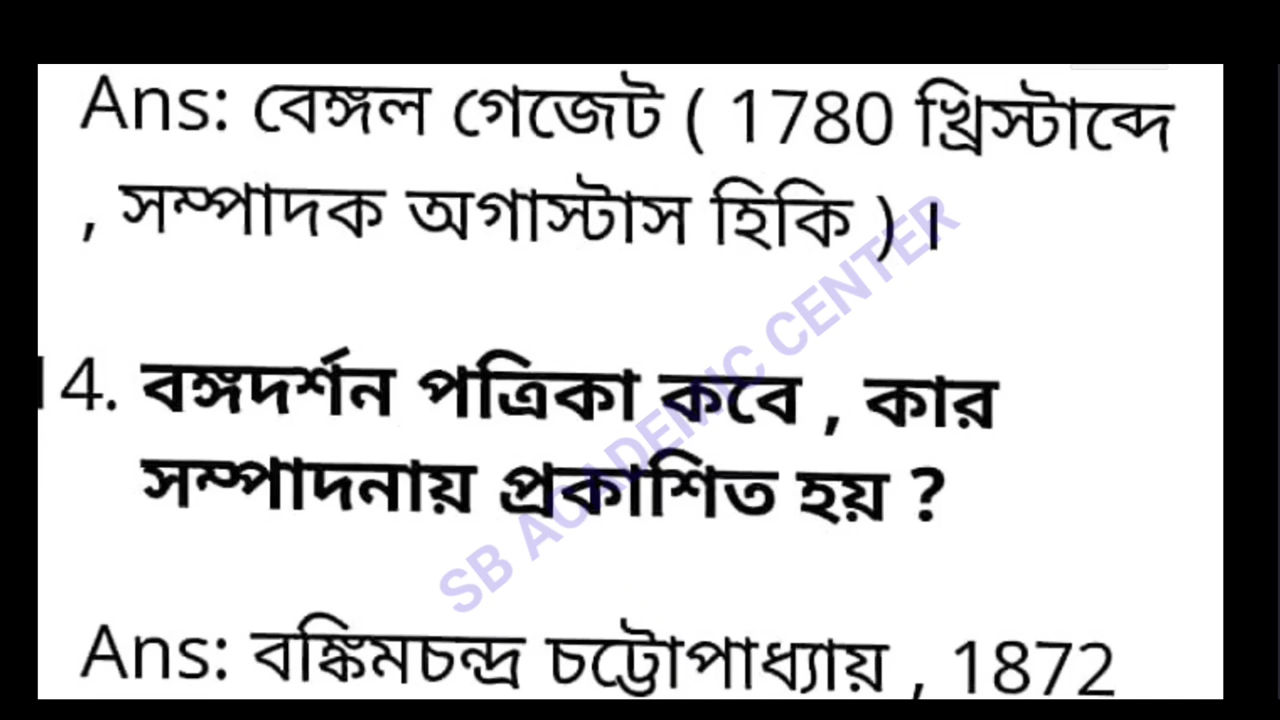 Ans: বেঙ্গল গেজেট ( 1780 খ্রিস্টাব্দে
, সম্পাদক অগাস্টাস হিকি ) ।
14. বঙ্গদর্শন পত্রিকা কবে , কার
সম্পাদনায় প্রকাশিত হয় ?
Ans: বঙ্কিমচন্দ্র চট্টোপাধ্যায় , 1872
SB ACADEMIC CENTER